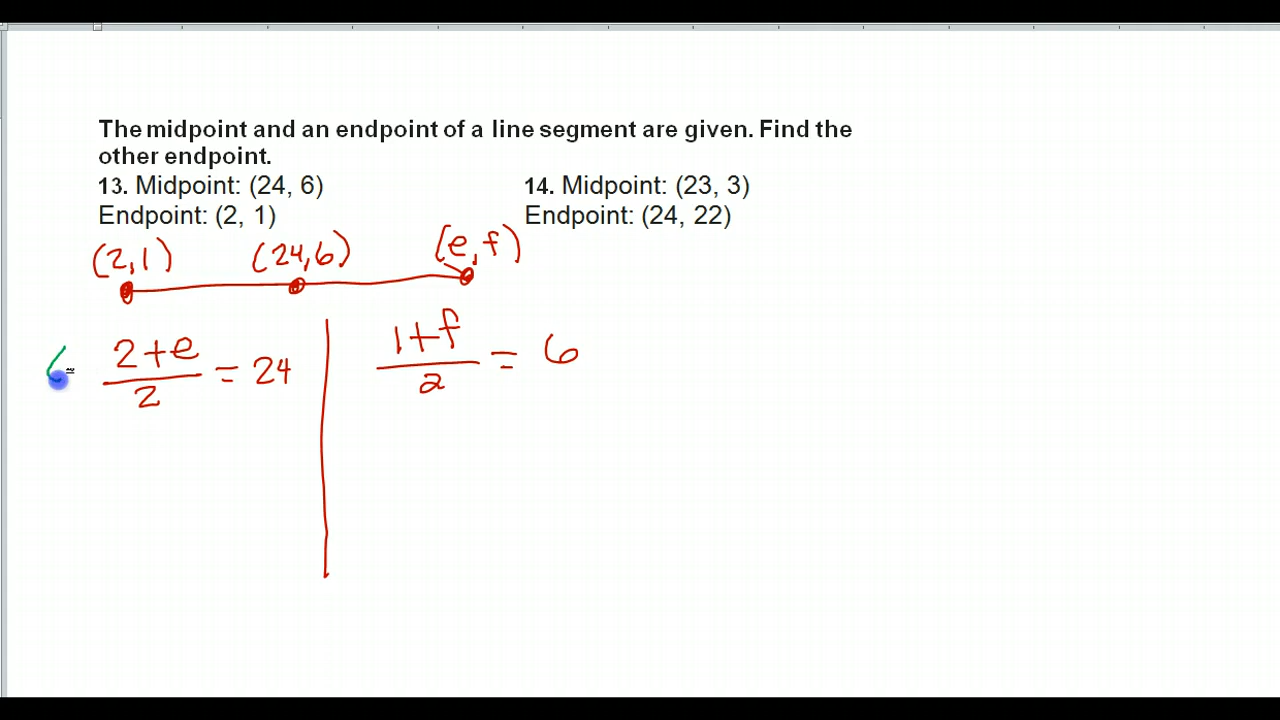 The midpoint and an endpoint of a line segment are given. Find the
other endpoint.
13. Midpoint: (24, 6) 14. Midpoint: (23, 3)
Endpoint: (2, 1) Endpoint: (24, 22)
(2,1) (24,6) (e,f)
2+e / 2 = 24 1+f / 2 = 6